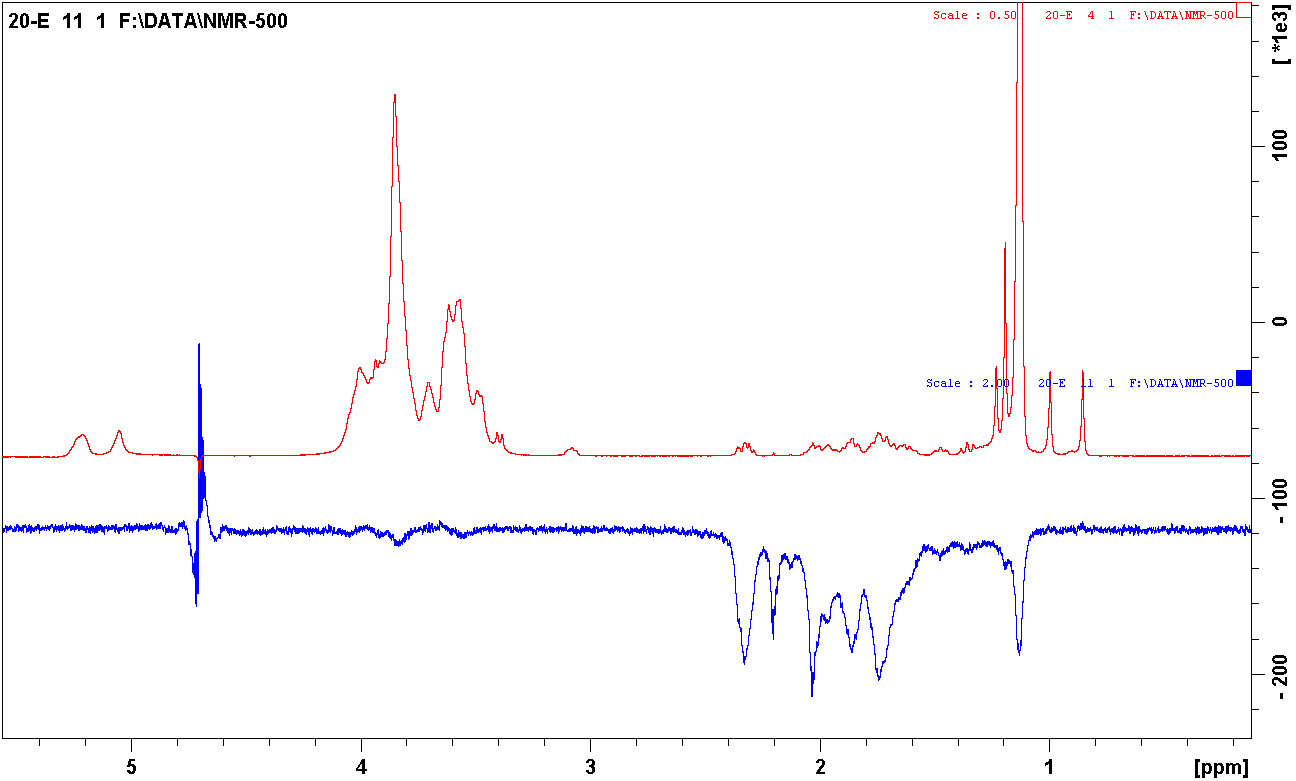 20-E 11 1 F:\DATA\NMR-500
Scale : 0.50 20-E 4 1 F:\DATA\NMR-500
[ *1e3]
100
0
Scale : 2.00 20-E 11 1 F:\DATA\NMR-500
- 100
- 200
5 4 3 2 1 [ppm]